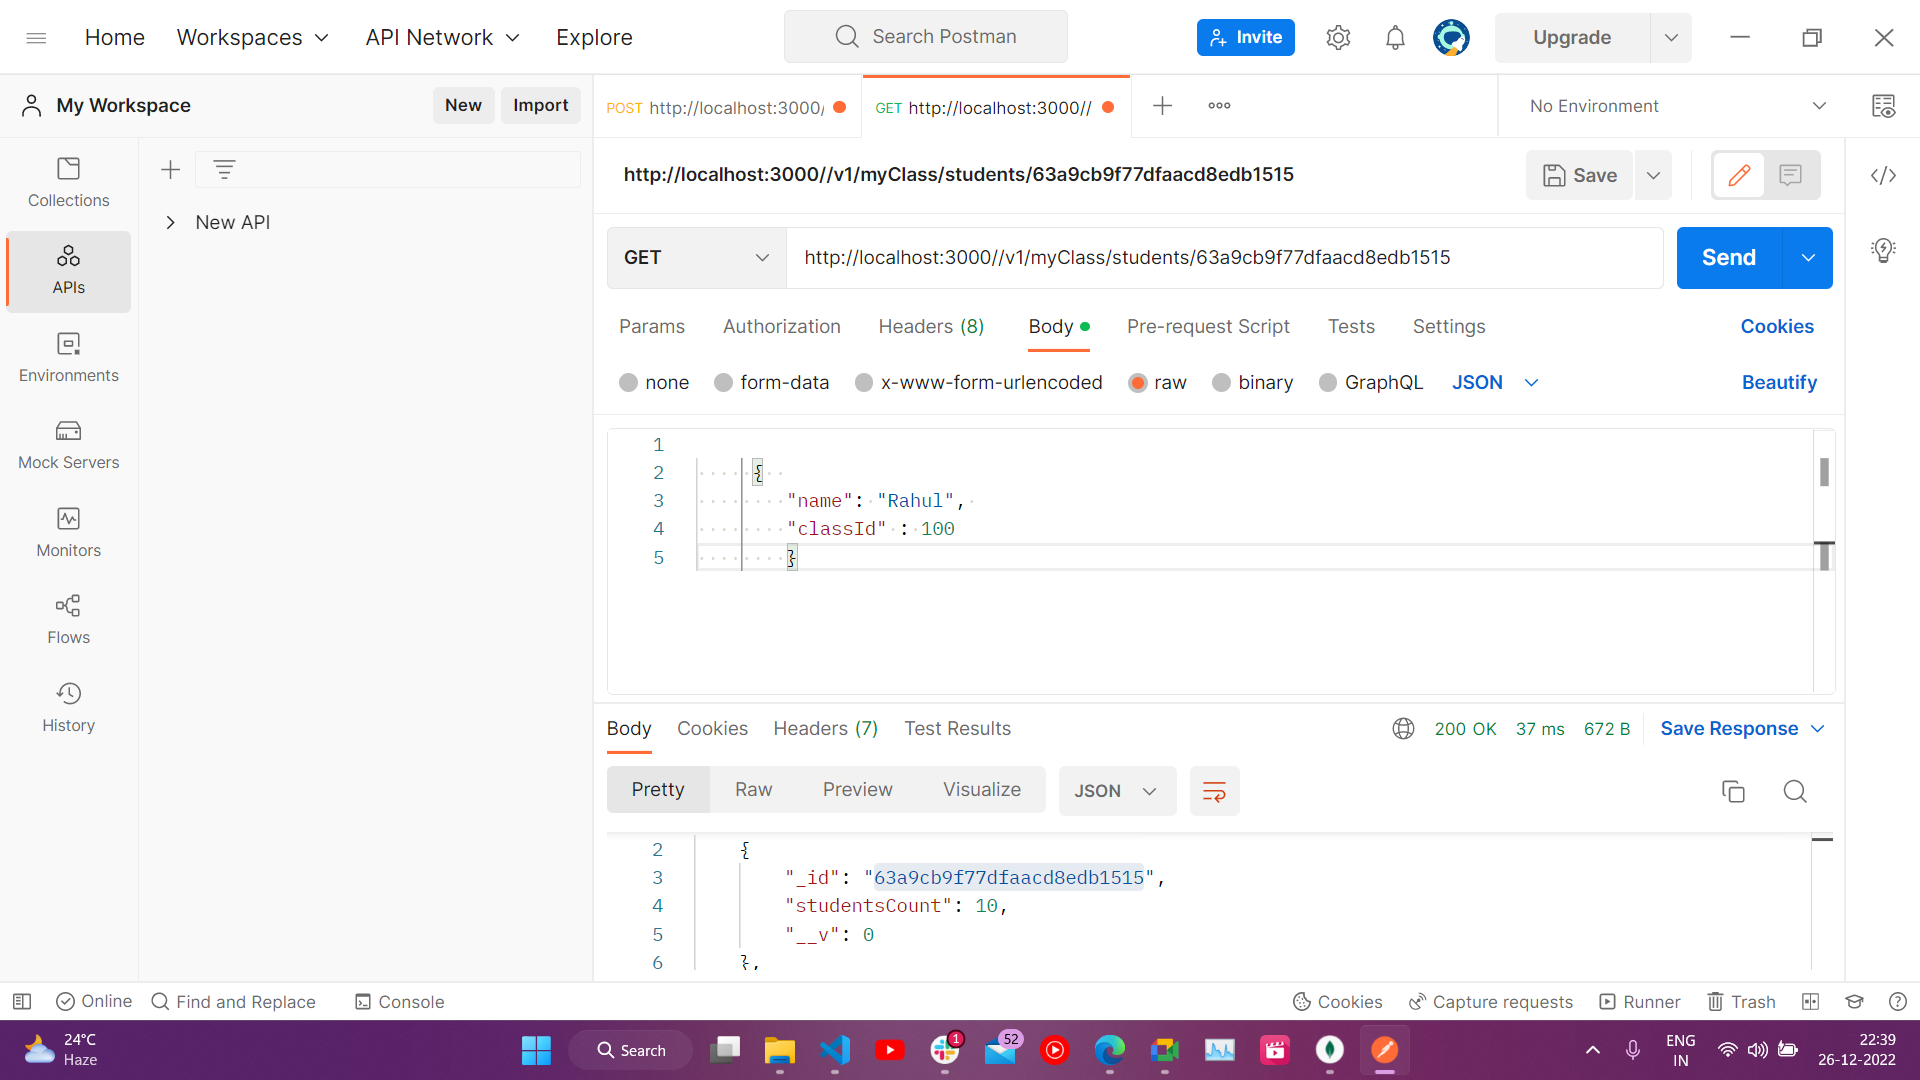 Home Workspaces API Network Explore Search Postman Invite Upgrade
My Workspace New Import POST http://localhost:3000/ GET http://localhost:3000// No Environment
http://localhost:3000//v1/myClass/students/63a9cb9f77dfaacd8edb1515 Save
Collections
New API
APIs
Environments
Mock Servers
Monitors
Flows
History
GET http://localhost:3000//v1/myClass/students/63a9cb9f77dfaacd8edb1515 Send
Params Authorization Headers (8) Body Pre-request Script Tests Settings Cookies
none form-data x-www-form-urlencoded raw binary GraphQL JSON Beautify
1
2 {
3 "name": "Rahul",
4 "classId" : 100
5 }
Body Cookies Headers (7) Test Results 200 OK 37 ms 672 B Save Response
Pretty Raw Preview Visualize JSON
2 {
3 "_id": "63a9cb9f77dfaacd8edb1515",
4 "studentsCount": 10,
5 "__v": 0
6 },
Online Find and Replace Console Cookies Capture requests Runner Trash
24°C
Haze
Search
1
52
ENG
IN
22:39
26-12-2022